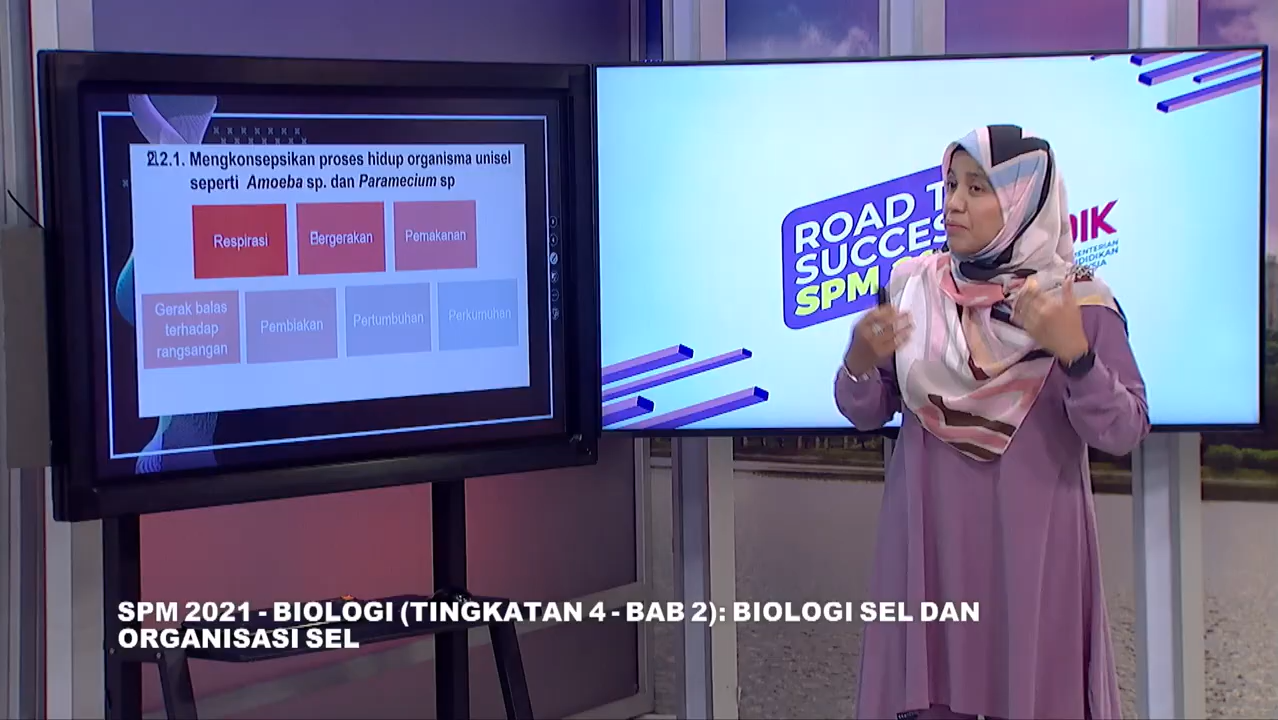 2.2.1. Mengkonsepsikan proses hidup organisma unisel
seperti Amoeba sp. dan Paramecium sp
Respirasi
Bergerakan
Pemakanan
Gerak balas
terhadap
rangsangan
Pembiakan
Pertumbuhan
Perkumuhan
ROAD T
SUCCES
SPM
DIK
SPM 2021 - BIOLOGI (TINGKATAN 4 - BAB 2): BIOLOGI SEL DAN
ORGANISASI SEL